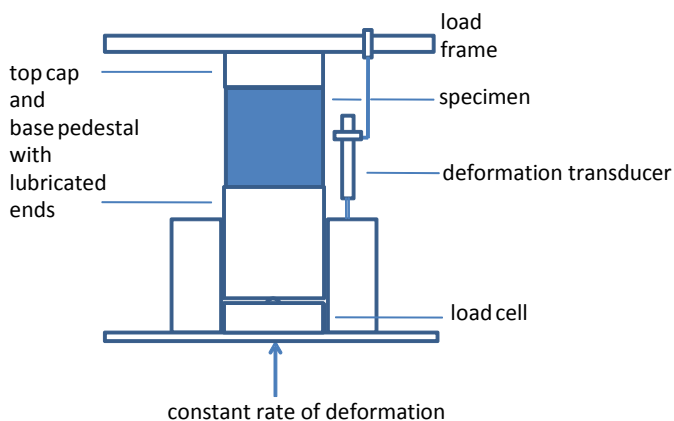 load
frame
top cap
and
base pedestal
with
lubricated
ends
specimen
deformation transducer
load cell
constant rate of deformation